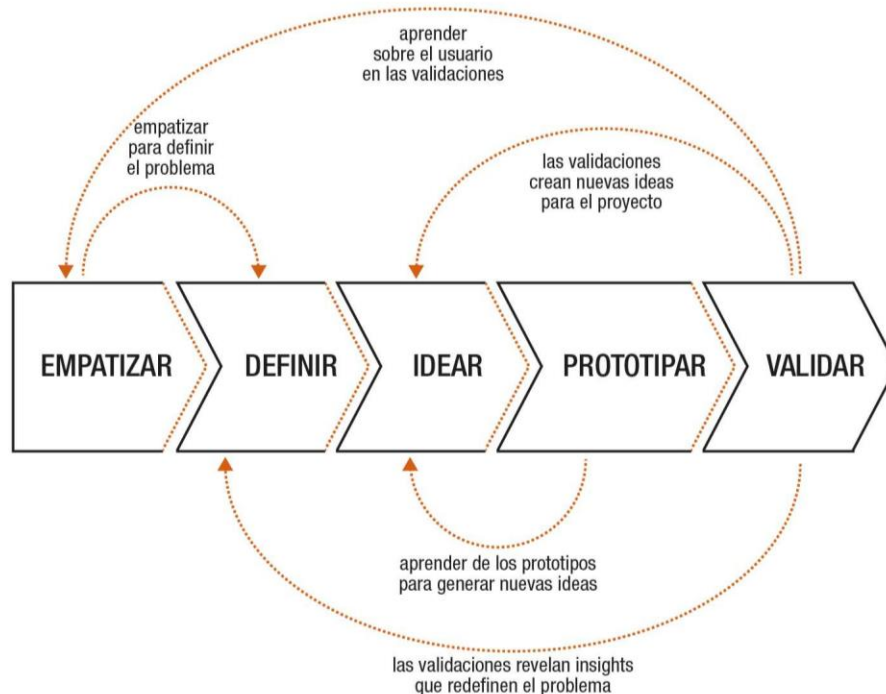 aprender
sobre el usuario
en las validaciones
empatizar
para definir
el problema
las validaciones
crean nuevas ideas
para el proyecto
EMPATIZAR
DEFINIR
IDEAR
PROTOTIPAR
VALIDAR
aprender de los prototipos
para generar nuevas ideas
las validaciones revelan insights
que redefinen el problema